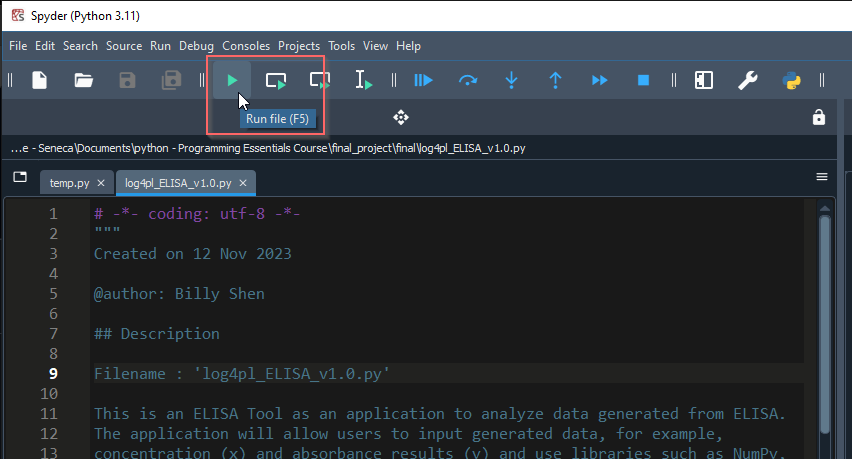 Spyder (Python 3.11)
File Edit Search Source Run Debug Consoles Projects Tools View Help
Run file (F5)
...e - Seneca\Documents\python - Programming Essentials Course\final_project\final\log4pl_ELISA_v1.0.py
temp.py log4pl_ELISA_v1.0.py
1 # -*- coding: utf-8 -*-
2 """
3 Created on 12 Nov 2023
4
5 @author: Billy Shen
6
7 ## Description
8
9 Filename : 'log4pl_ELISA_v1.0.py'
10
11 This is an ELISA Tool as an application to analyze data generated from ELISA.
12 The application will allow users to input generated data, for example,
13 concentration (x) and absorbance results (y) and use libraries such as NumPy,